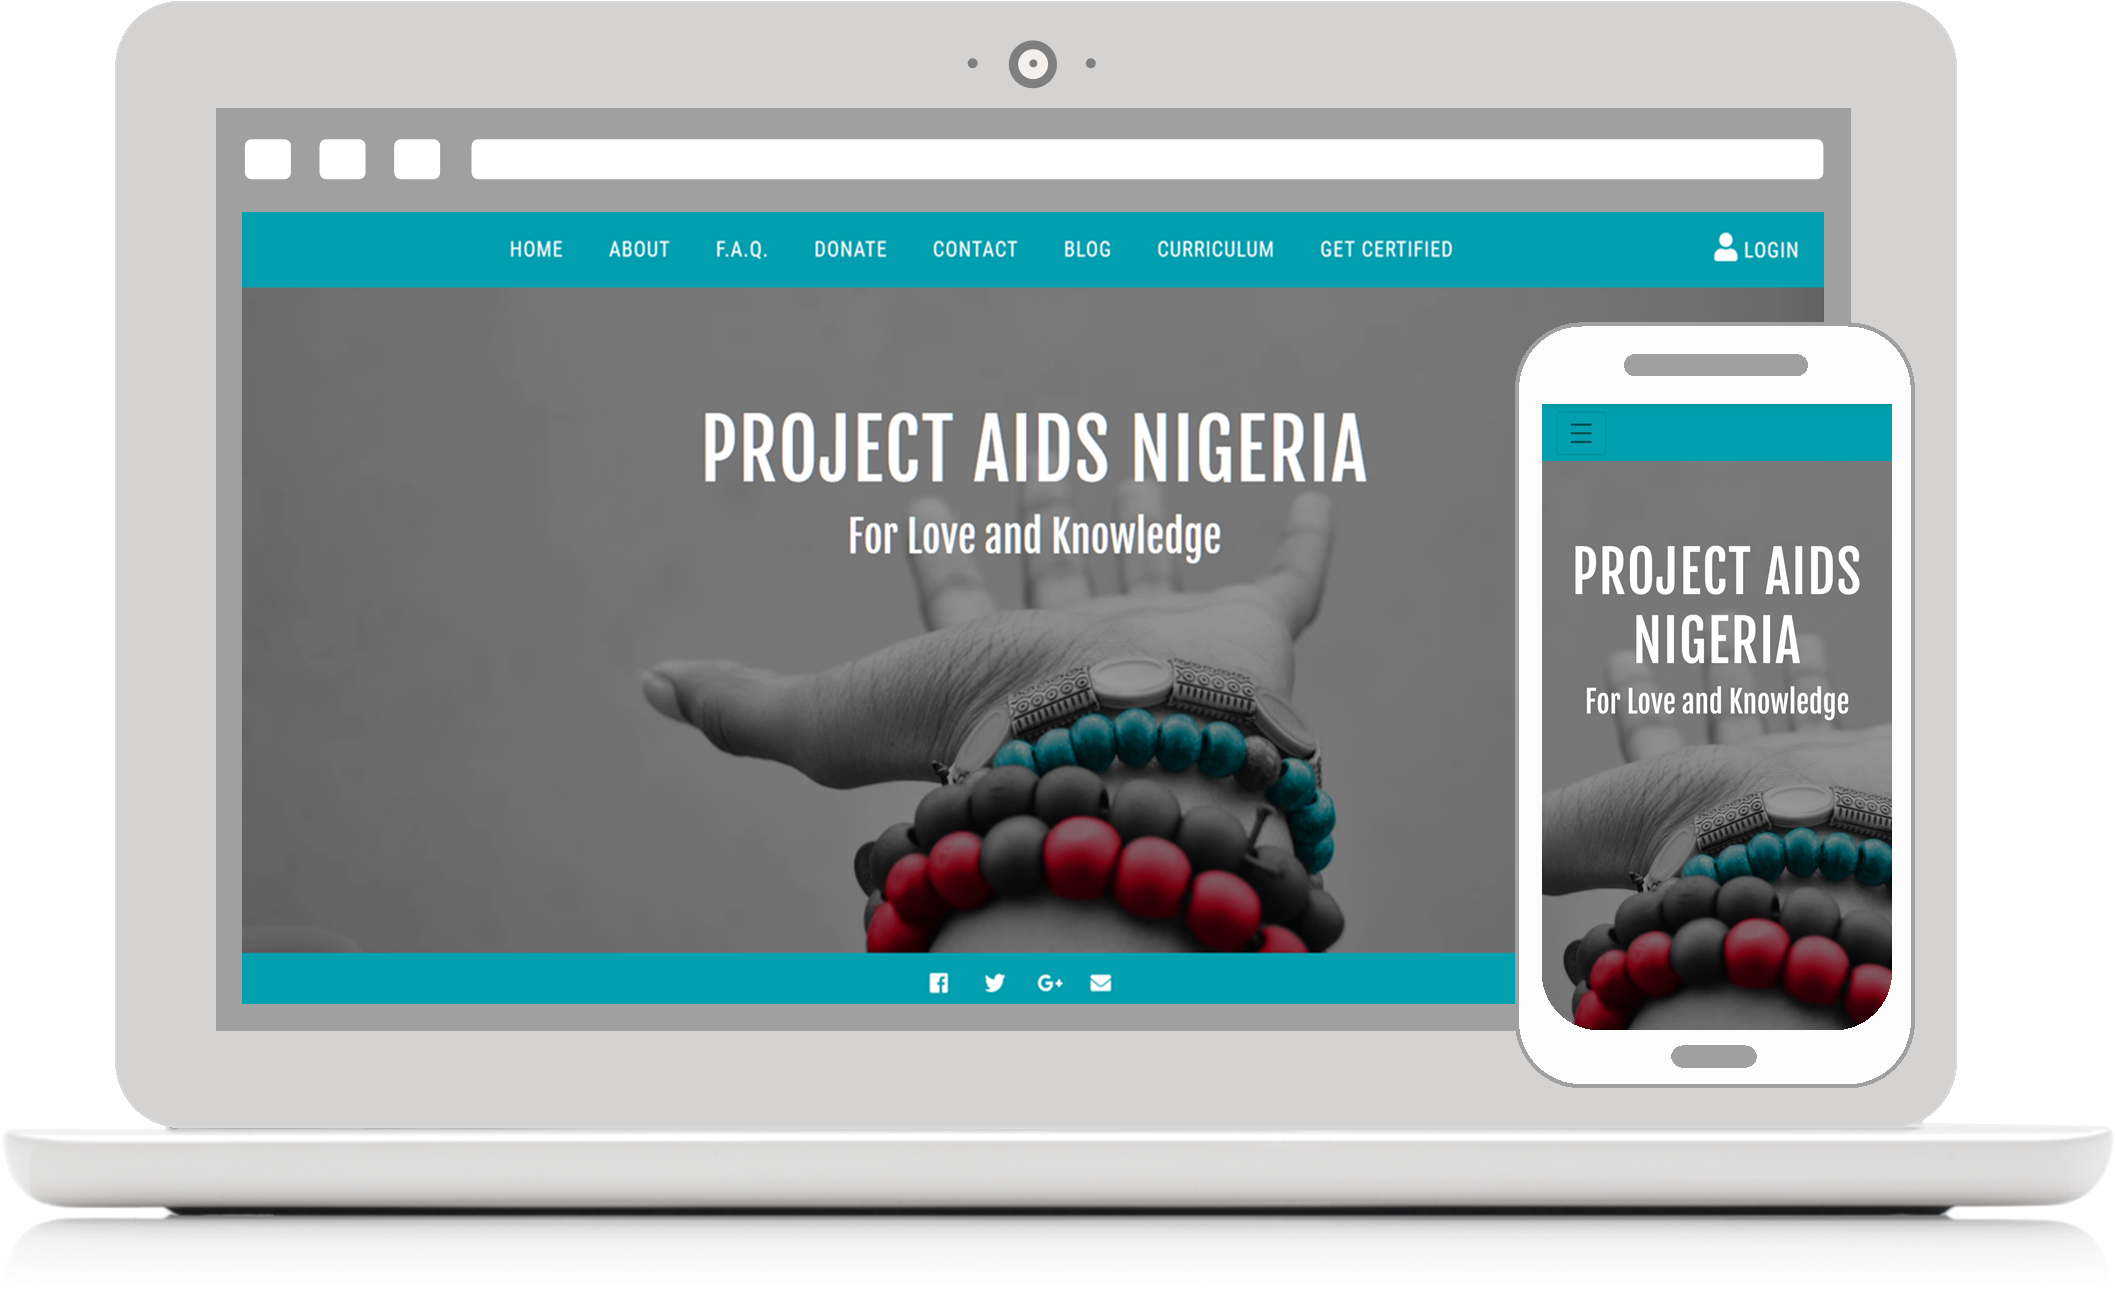 HOME ABOUT F.A.Q. DONATE CONTACT BLOG CURRICULUM GET CERTIFIED LOGIN
PROJECT AIDS NIGERIA
For Love and Knowledge
PROJECT AIDS
NIGERIA
For Love and Knowledge
G+